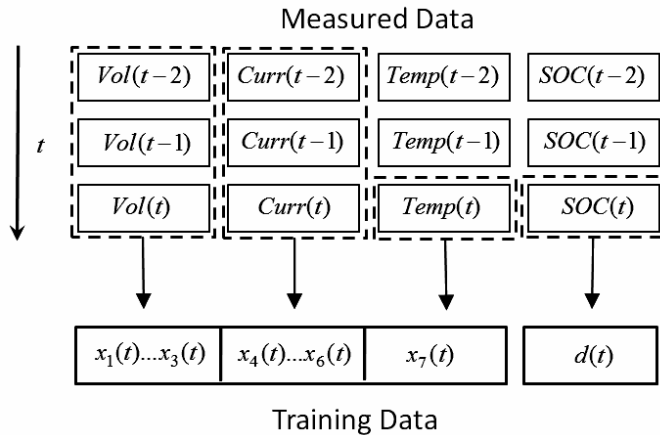 Measured Data
Vol(t−2) Curr(t−2) Temp(t−2) SOC(t−2)
t Vol(t−1) Curr(t−1) Temp(t−1) SOC(t−1)
Vol(t) Curr(t) Temp(t) SOC(t)
x₁(t)...x₃(t) x₄(t)...x₆(t) x₇(t) d(t)
Training Data